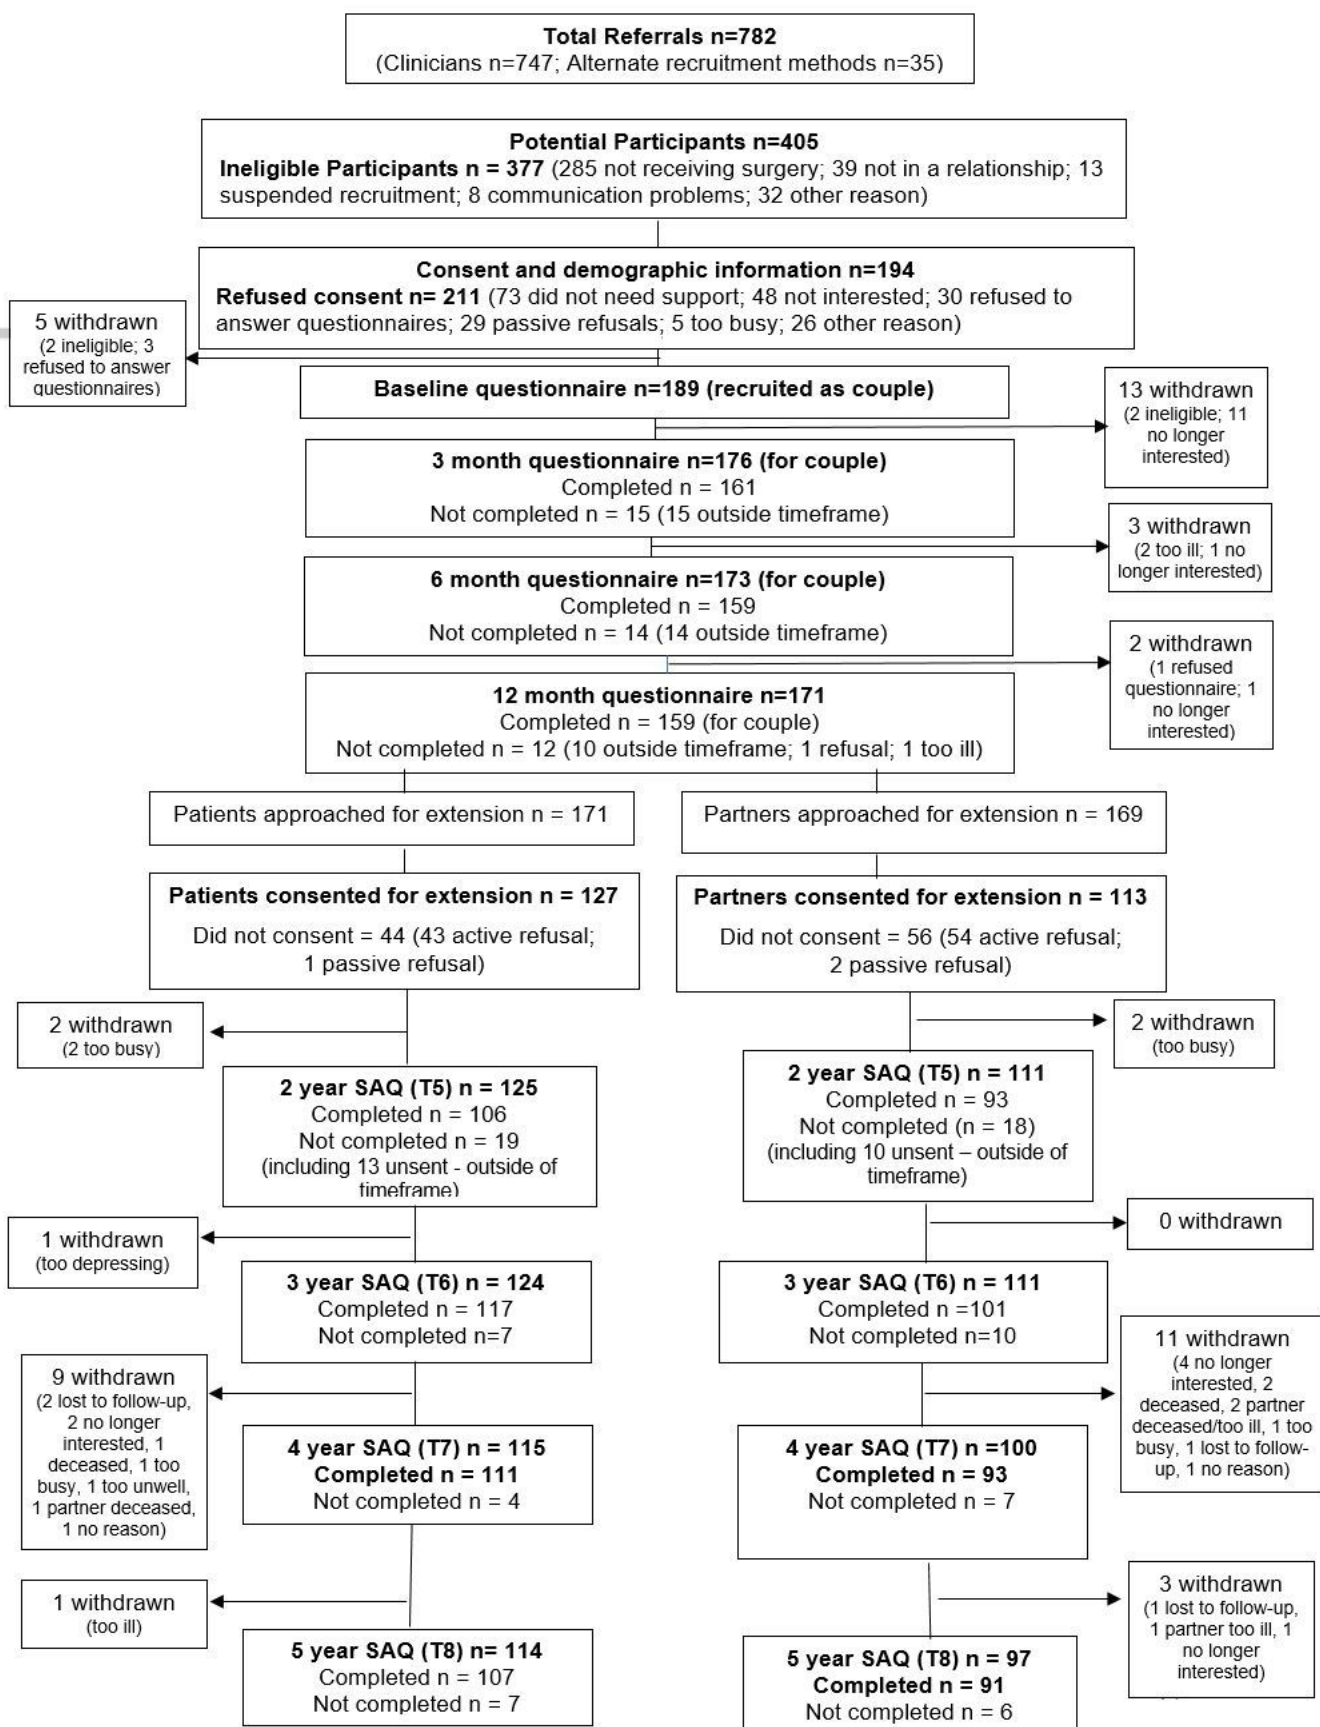 Total Referrals n=782
(Clinicians n=747; Alternate recruitment methods n=35)
Potential Participants n=405
Ineligible Participants n = 377 (285 not receiving surgery; 39 not in a relationship; 13
suspended recruitment; 8 communication problems; 32 other reason)
Consent and demographic information n=194
Refused consent n= 211 (73 did not need support; 48 not interested; 30 refused to
answer questionnaires; 29 passive refusals; 5 too busy; 26 other reason)
5 withdrawn
(2 ineligible; 3
refused to answer
questionnaires)
Baseline questionnaire n=189 (recruited as couple)
13 withdrawn
(2 ineligible; 11
no longer
interested)
3 month questionnaire n=176 (for couple)
Completed n = 161
Not completed n = 15 (15 outside timeframe)
3 withdrawn
(2 too ill; 1 no
longer interested)
6 month questionnaire n=173 (for couple)
Completed n = 159
Not completed n = 14 (14 outside timeframe)
2 withdrawn
(1 refused
questionnaire; 1
no longer
interested)
12 month questionnaire n=171
Completed n = 159 (for couple)
Not completed n = 12 (10 outside timeframe; 1 refusal; 1 too ill)
Patients approached for extension n = 171
Partners approached for extension n = 169
Patients consented for extension n = 127
Did not consent = 44 (43 active refusal;
1 passive refusal)
Partners consented for extension n = 113
Did not consent = 56 (54 active refusal;
2 passive refusal)
2 withdrawn
(2 too busy)
2 withdrawn
(too busy)
2 year SAQ (T5) n = 125
Completed n = 106
Not completed n = 19
(including 13 unsent - outside of
timeframe)
2 year SAQ (T5) n = 111
Completed n = 93
Not completed (n = 18)
(including 10 unsent – outside of
timeframe)
1 withdrawn
(too depressing)
0 withdrawn
3 year SAQ (T6) n = 124
Completed n = 117
Not completed n=7
3 year SAQ (T6) n = 111
Completed n =101
Not completed n=10
9 withdrawn
(2 lost to follow-up,
2 no longer
interested, 1
deceased, 1 too
busy, 1 too unwell,
1 partner deceased,
1 no reason)
11 withdrawn
(4 no longer
interested, 2
deceased, 2 partner
deceased/too ill, 1 too
busy, 1 lost to follow-
up, 1 no reason)
4 year SAQ (T7) n = 115
Completed n = 111
Not completed n = 4
4 year SAQ (T7) n =100
Completed n = 93
Not completed n = 7
1 withdrawn
(too ill)
3 withdrawn
(1 lost to follow-up,
1 partner too ill, 1
no longer
interested)
5 year SAQ (T8) n= 114
Completed n = 107
Not completed n = 7
5 year SAQ (T8) n = 97
Completed n = 91
Not completed n = 6